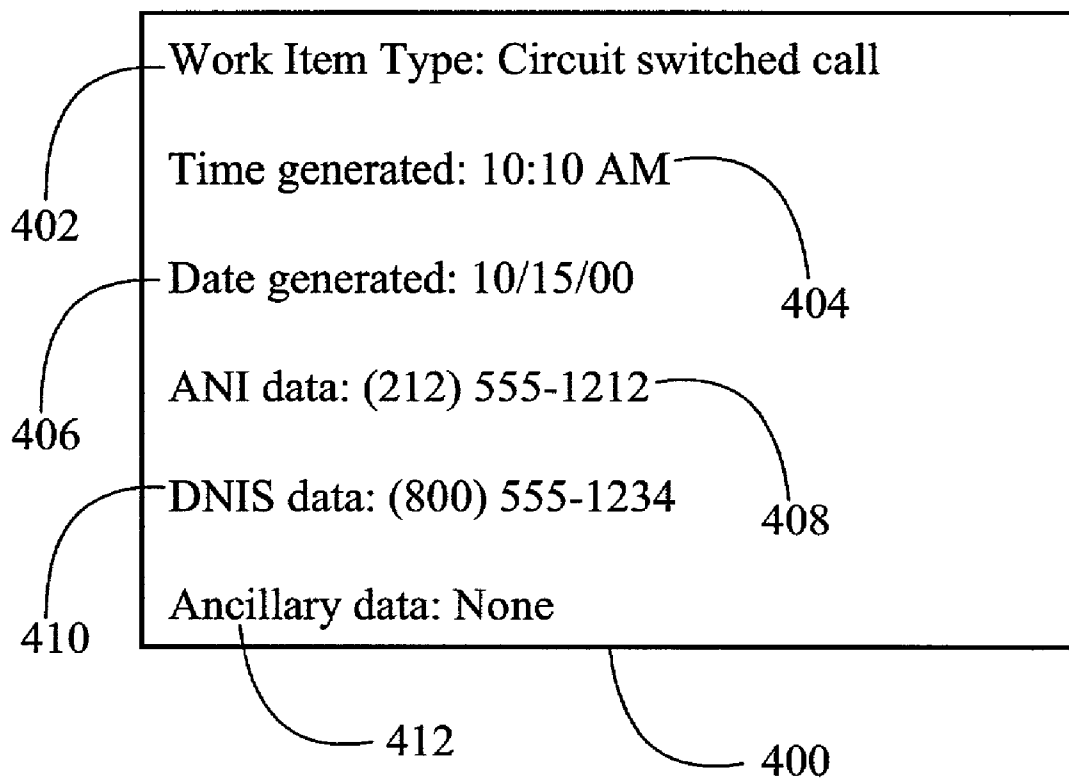 Work Item Type: Circuit switched call
Time generated: 10:10 AM
402
Date generated: 10/15/00
404
ANI data: (212) 555-1212
406
DNIS data: (800) 555-1234
408
Ancillary data: None
410
412
400